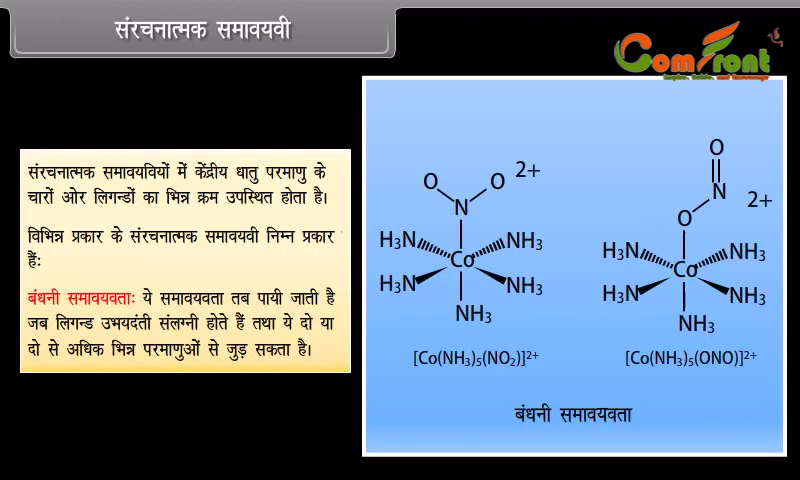 संरचनात्मक समावयवी
ComFront
संरचनात्मक समावयवियों में केंद्रीय धातु परमाणु के
चारों ओर लिगन्डों का भिन्न क्रम उपस्थित होता है।
विभिन्न प्रकार के संरचनात्मक समावयवी निम्न प्रकार
हैं:
बंधनी समावयवताः ये समावयवता तब पायी जाती है
जब लिगन्ड उभयदंती संलग्नी होते हैं तथा ये दो या
दो से अधिक भिन्न परमाणुओं से जुड़ सकता है।
O O 2+
N
H₃N NH₃
Co
H₃N NH₃
NH₃
[Co(NH₃)₅(NO₂)]²⁺
O
N 2+
O
H₃N NH₃
Co
H₃N NH₃
NH₃
[Co(NH₃)₅(ONO)]²⁺
बंधनी समावयवता